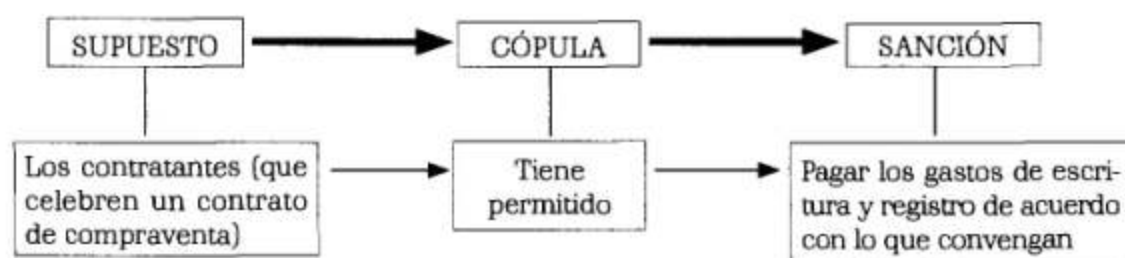 SUPUESTO
CÓPULA
SANCIÓN
Los contratantes (que
celebren un contrato
de compraventa)
Tiene
permitido
Pagar los gastos de escri-
tura y registro de acuerdo
con lo que convengan